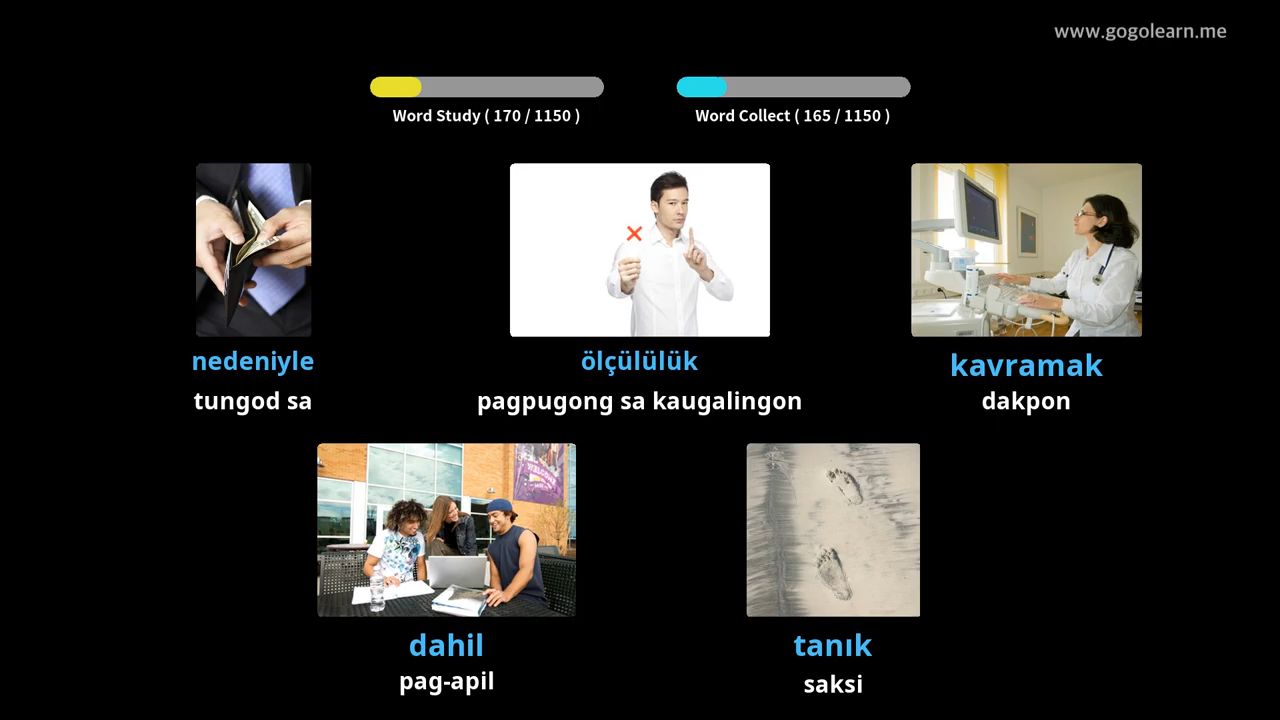 www.gogolearn.me
Word Study ( 170 / 1150 )
Word Collect ( 165 / 1150 )
nedeniyle
tungod sa
ölçülülük
pagpugong sa kaugalingon
kavramak
dakpon
WELCOME
dahil
pag-apil
tanık
saksi